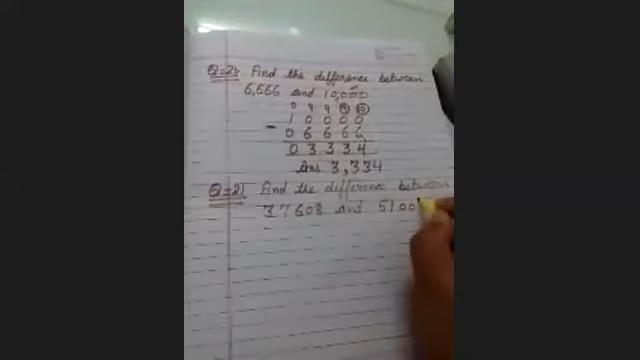 Q=20 Find the difference between
6,666 and 10,000
0 9 9 9 10
1 0 0 0 0
- 0 6 6 6 6
0 3 3 3 4
Ans 3,334
Q=21 Find the difference between
37608 and 5100